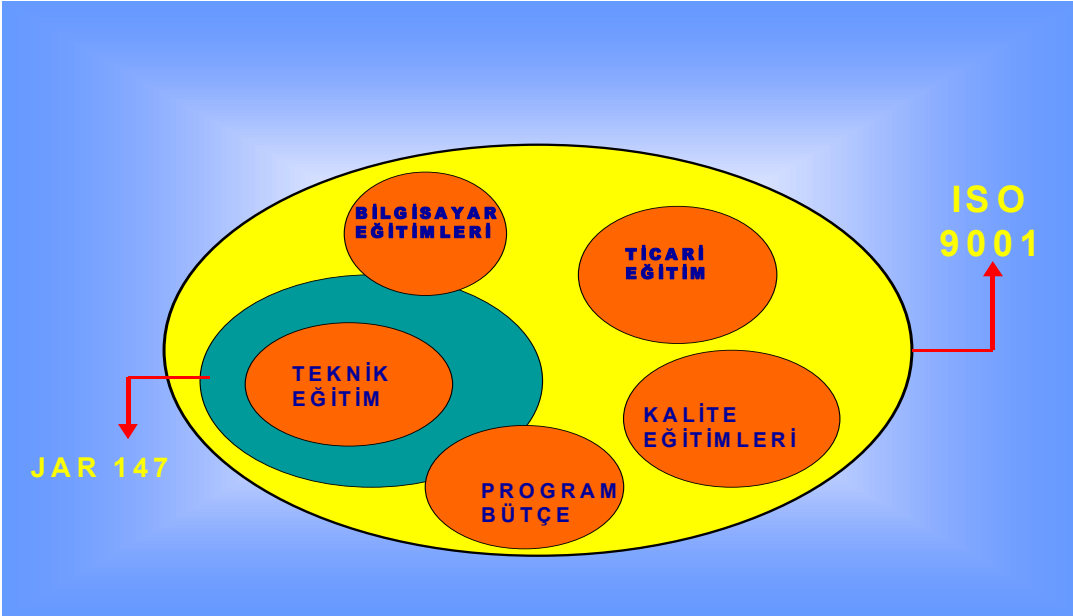 BİLGİSAYAR
EĞİTİMLERİ
TİCARİ
EĞİTİM
ISO
9001
TEKNİK
EĞİTİM
KALİTE
EĞİTİMLERİ
JAR 147
PROGRAM
BÜTÇE